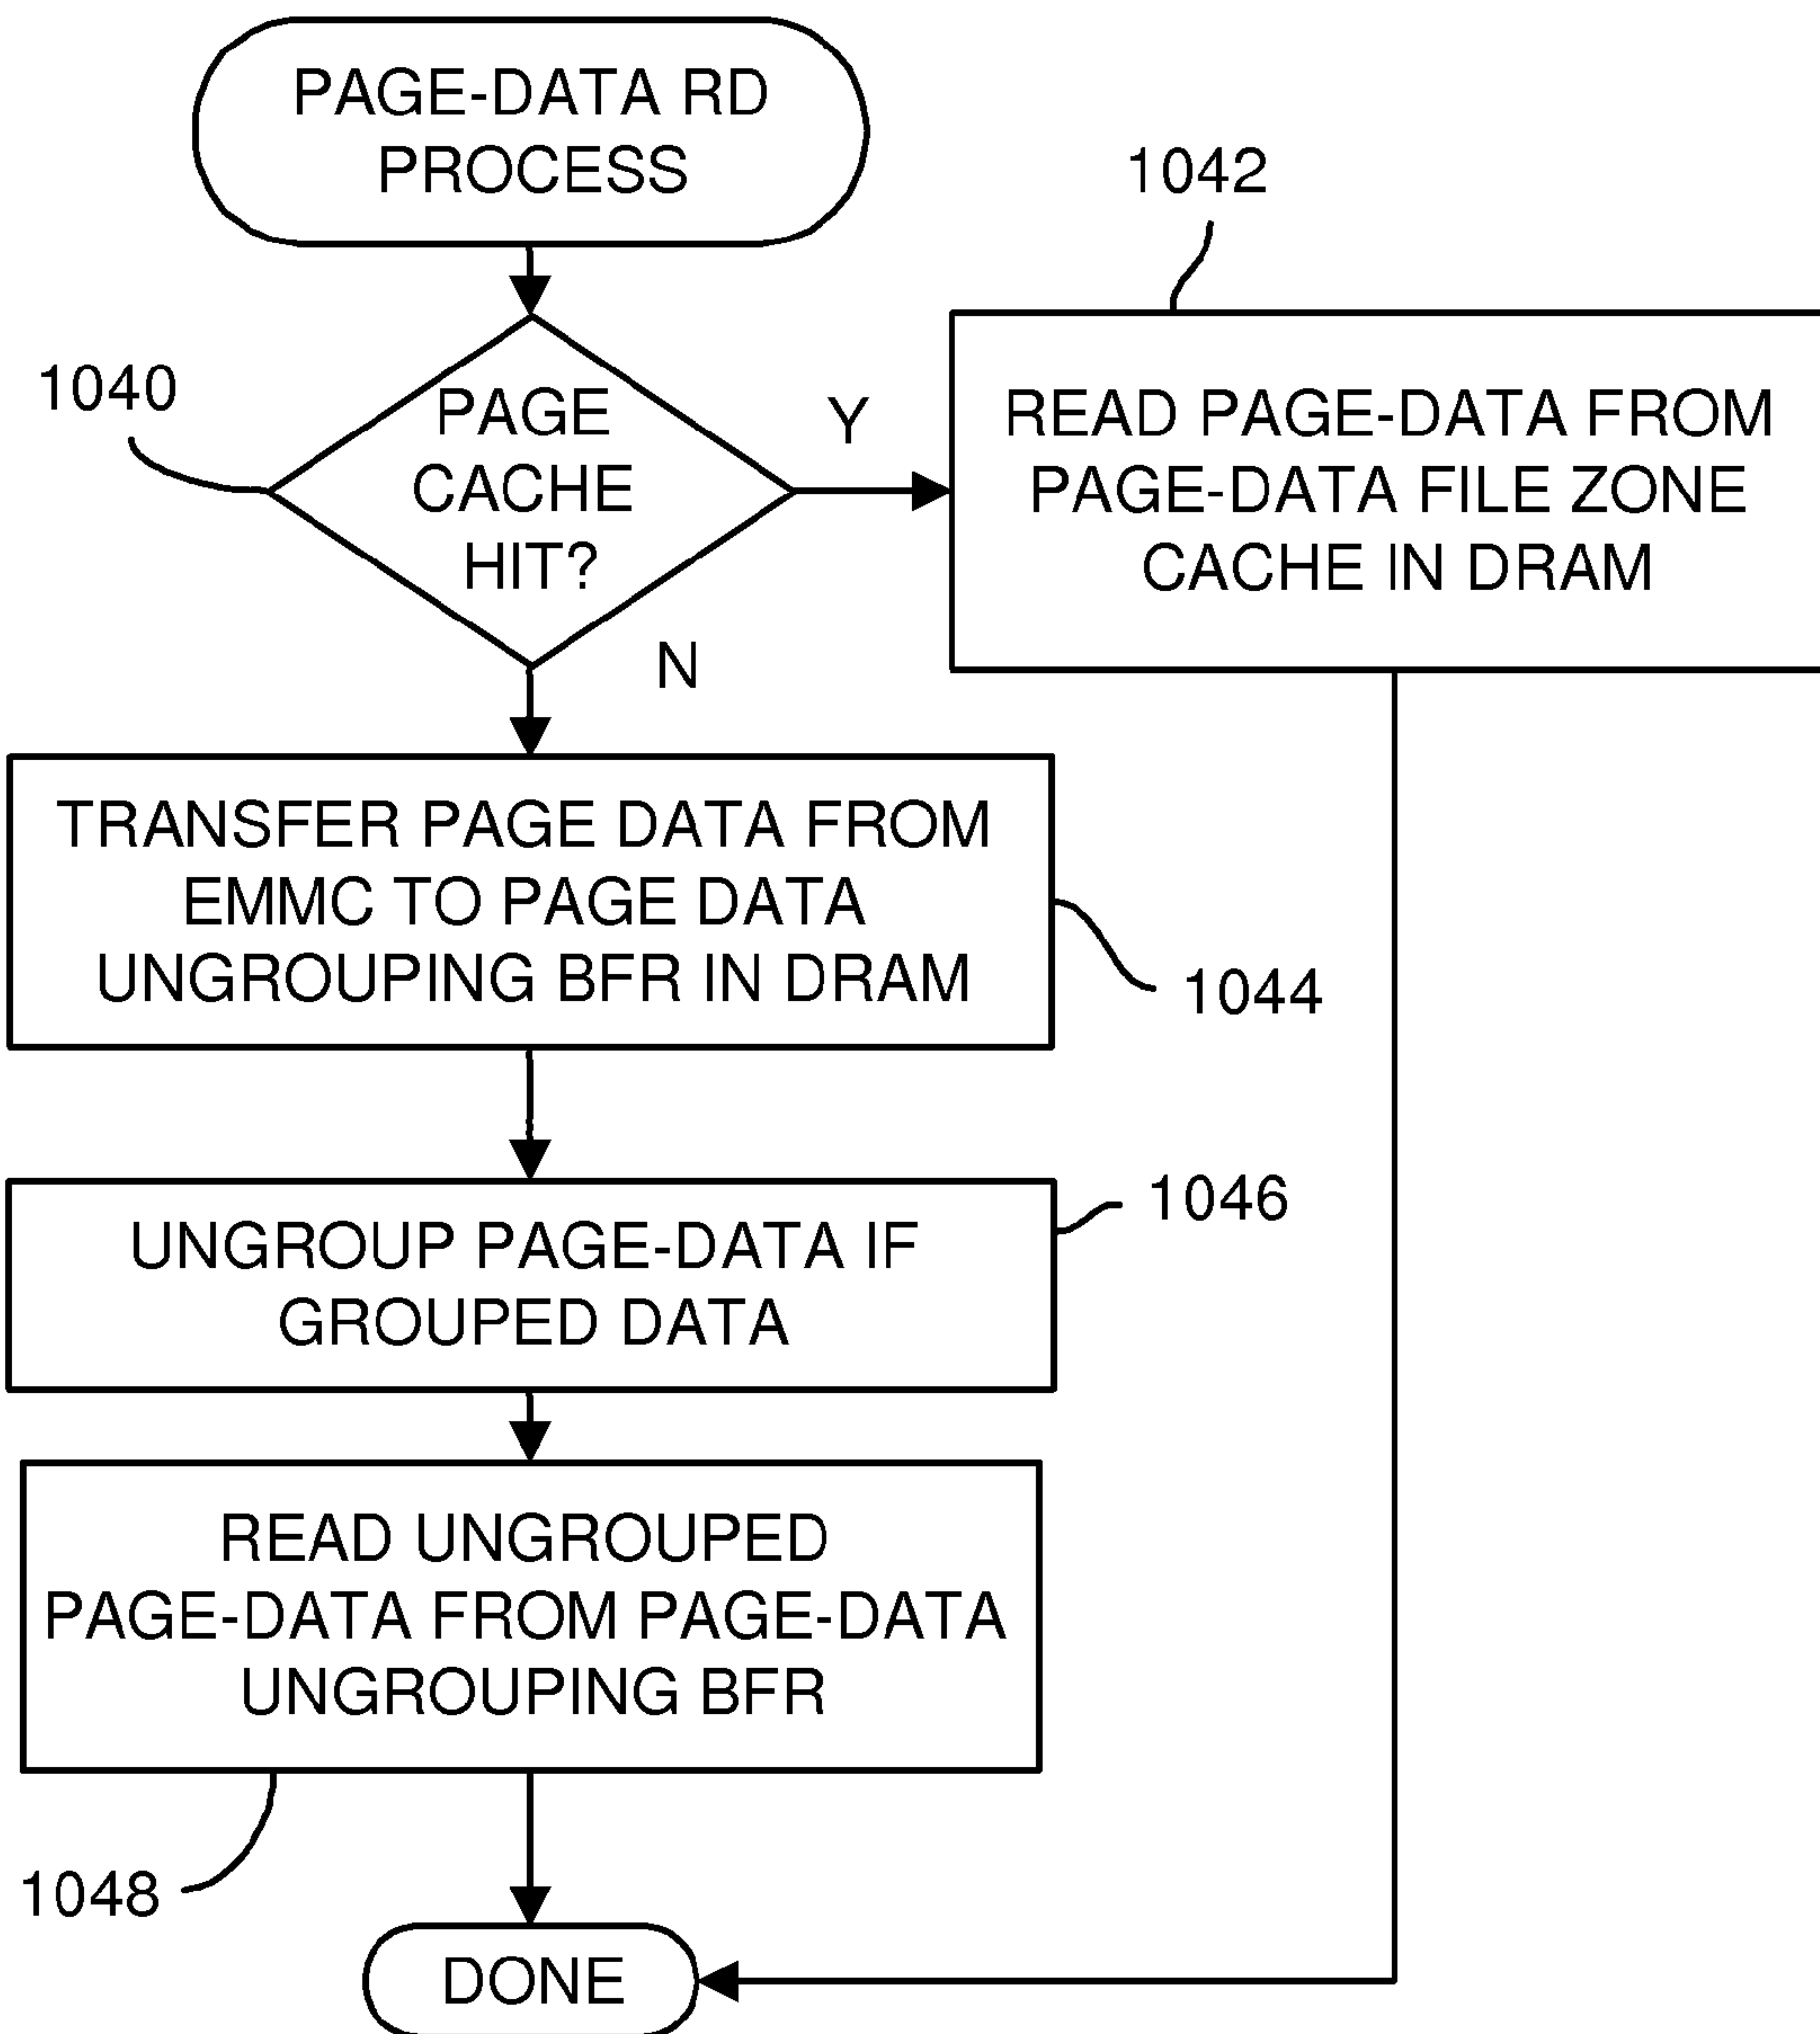 PAGE-DATA RD
PROCESS
1042
1040
PAGE
CACHE
HIT?
Y
N
READ PAGE-DATA FROM
PAGE-DATA FILE ZONE
CACHE IN DRAM
TRANSFER PAGE DATA FROM
EMMC TO PAGE DATA
UNGROUPING BFR IN DRAM
1044
1046
UNGROUP PAGE-DATA IF
GROUPED DATA
READ UNGROUPED
PAGE-DATA FROM PAGE-DATA
UNGROUPING BFR
1048
DONE